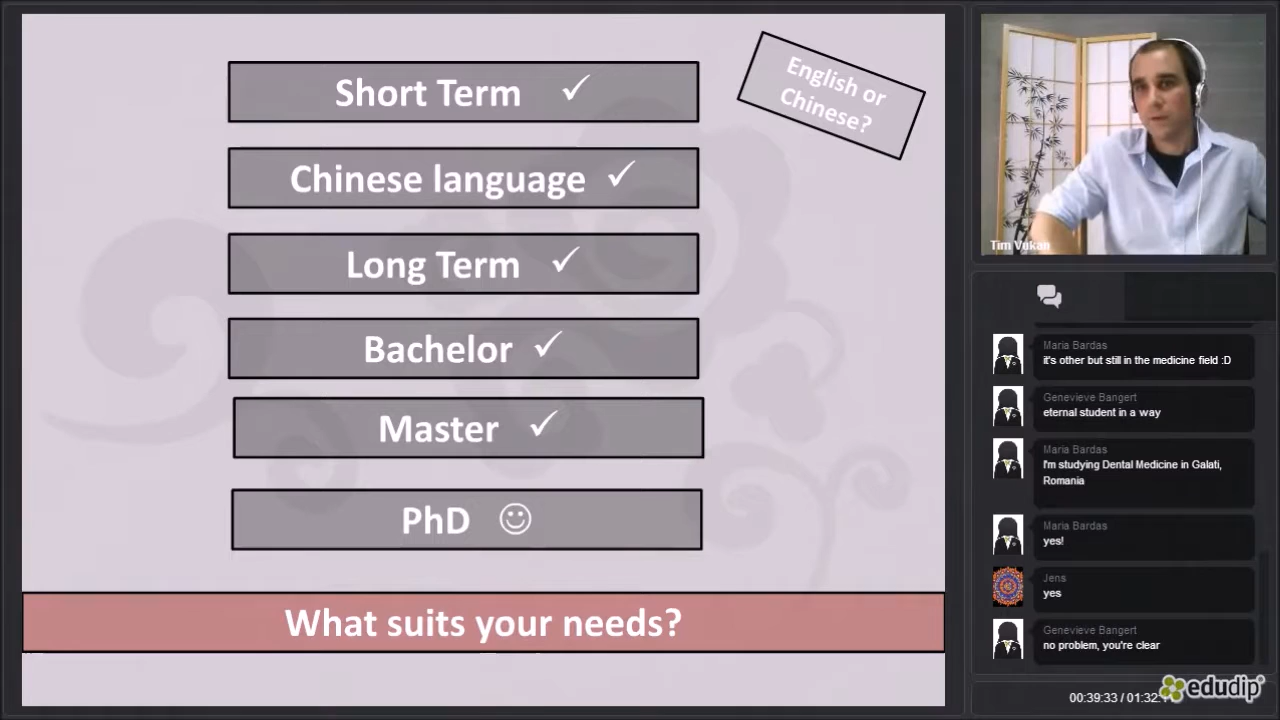 Short Term ✓
English or
Chinese?
Chinese language ✓
Long Term ✓
Bachelor ✓
Master ✓
PhD ☺
What suits your needs?
Tim Vukan
Maria Bardas
it's other but still in the medicine field :D
Genevieve Bangert
eternal student in a way
Maria Bardas
I'm studying Dental Medicine in Galati,
Romania
Maria Bardas
yes!
Jens
yes
Genevieve Bangert
no problem, you're clear
edudip
00:39:33 / 01:32: